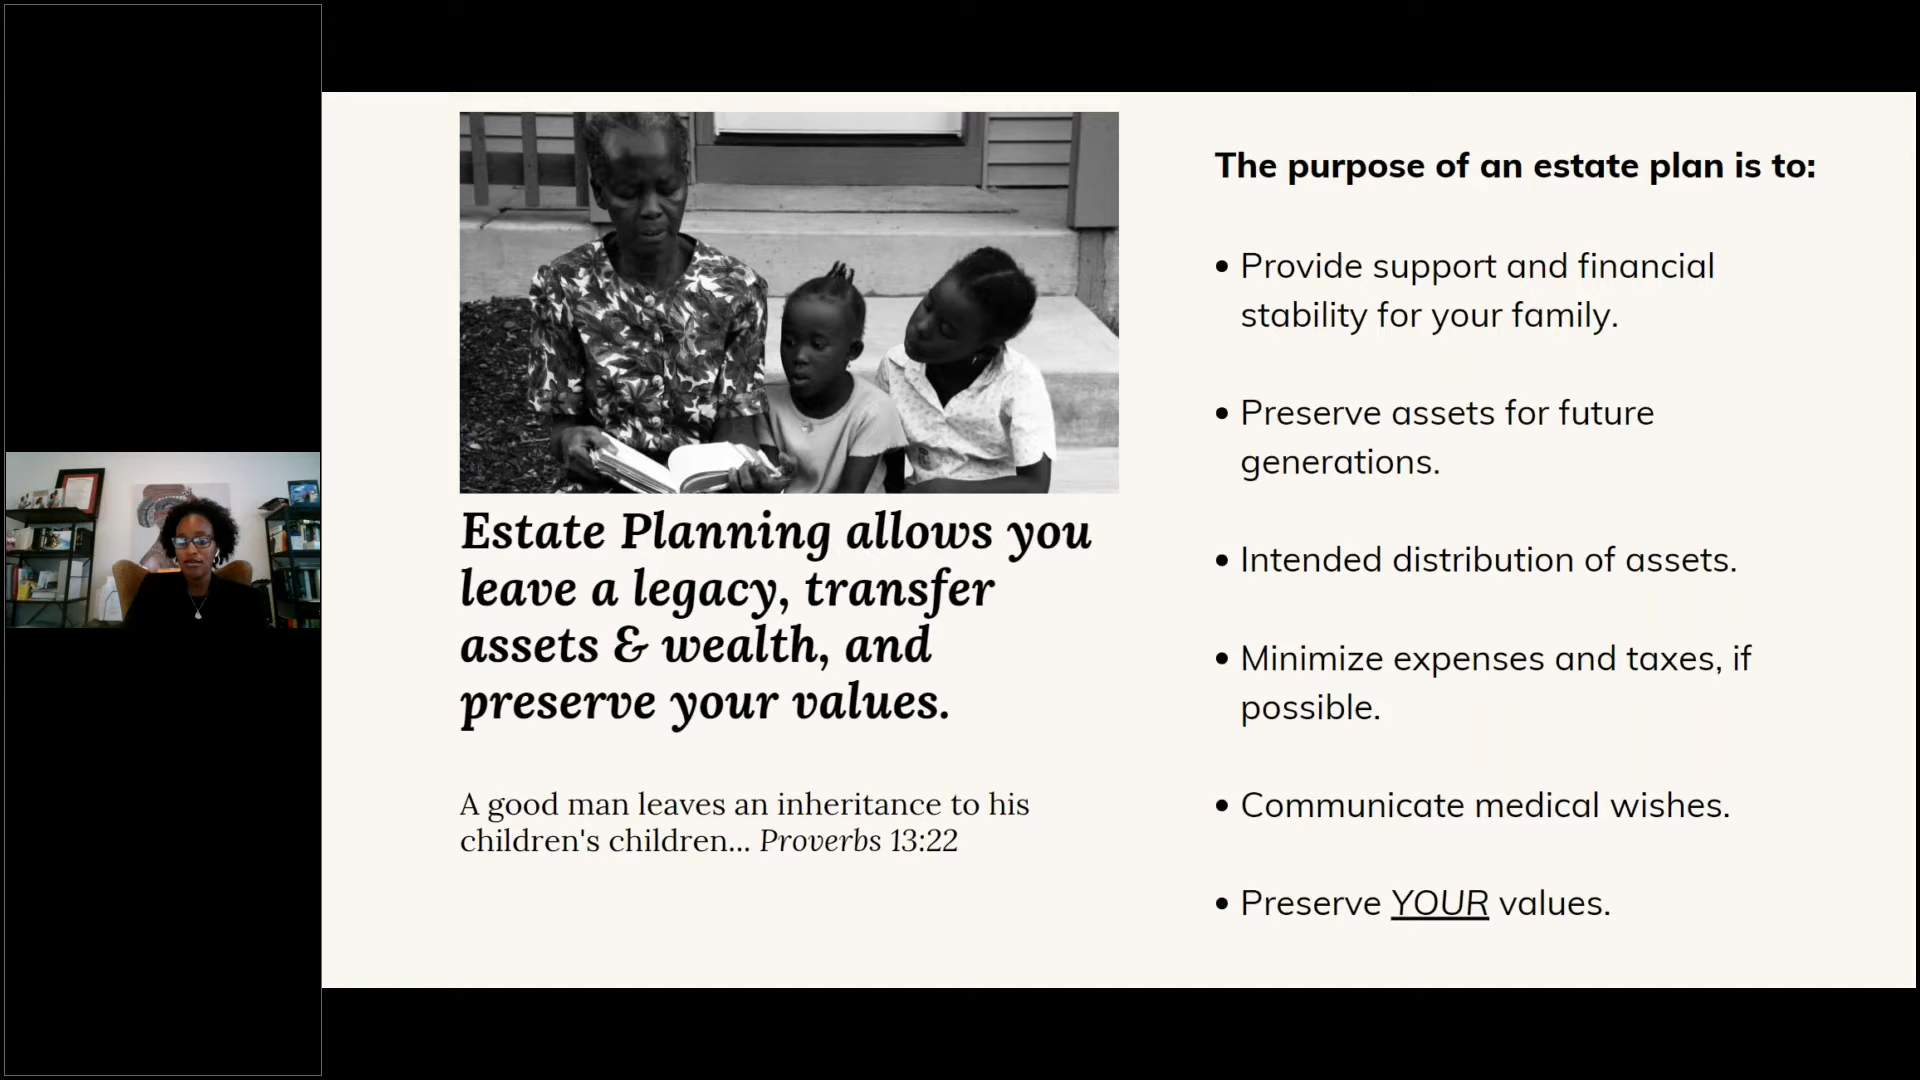 Estate Planning allows you
leave a legacy, transfer
assets & wealth, and
preserve your values.
A good man leaves an inheritance to his
children's children... Proverbs 13:22
The purpose of an estate plan is to:
• Provide support and financial
stability for your family.
• Preserve assets for future
generations.
• Intended distribution of assets.
• Minimize expenses and taxes, if
possible.
• Communicate medical wishes.
• Preserve YOUR values.